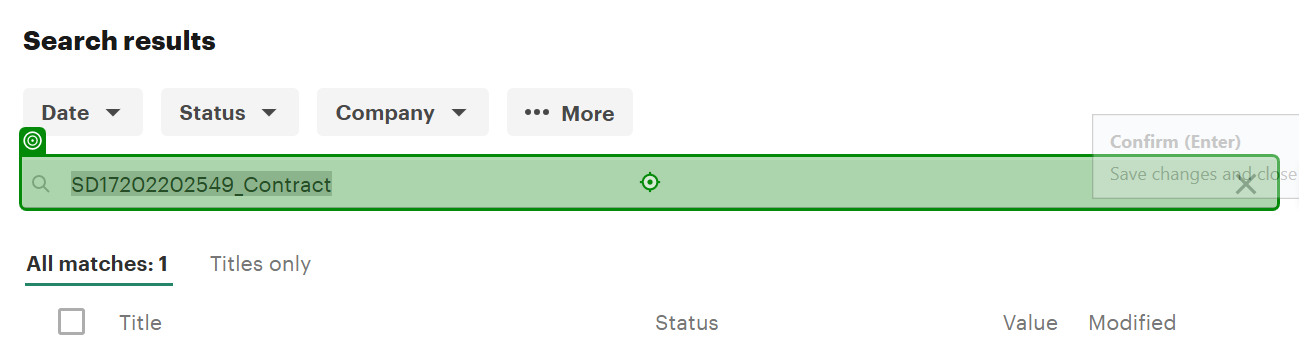 Search results
Date Status Company ••• More
Confirm (Enter)
Save changes and close
SD17202202549_Contract
All matches: 1 Titles only
Title Status Value Modified